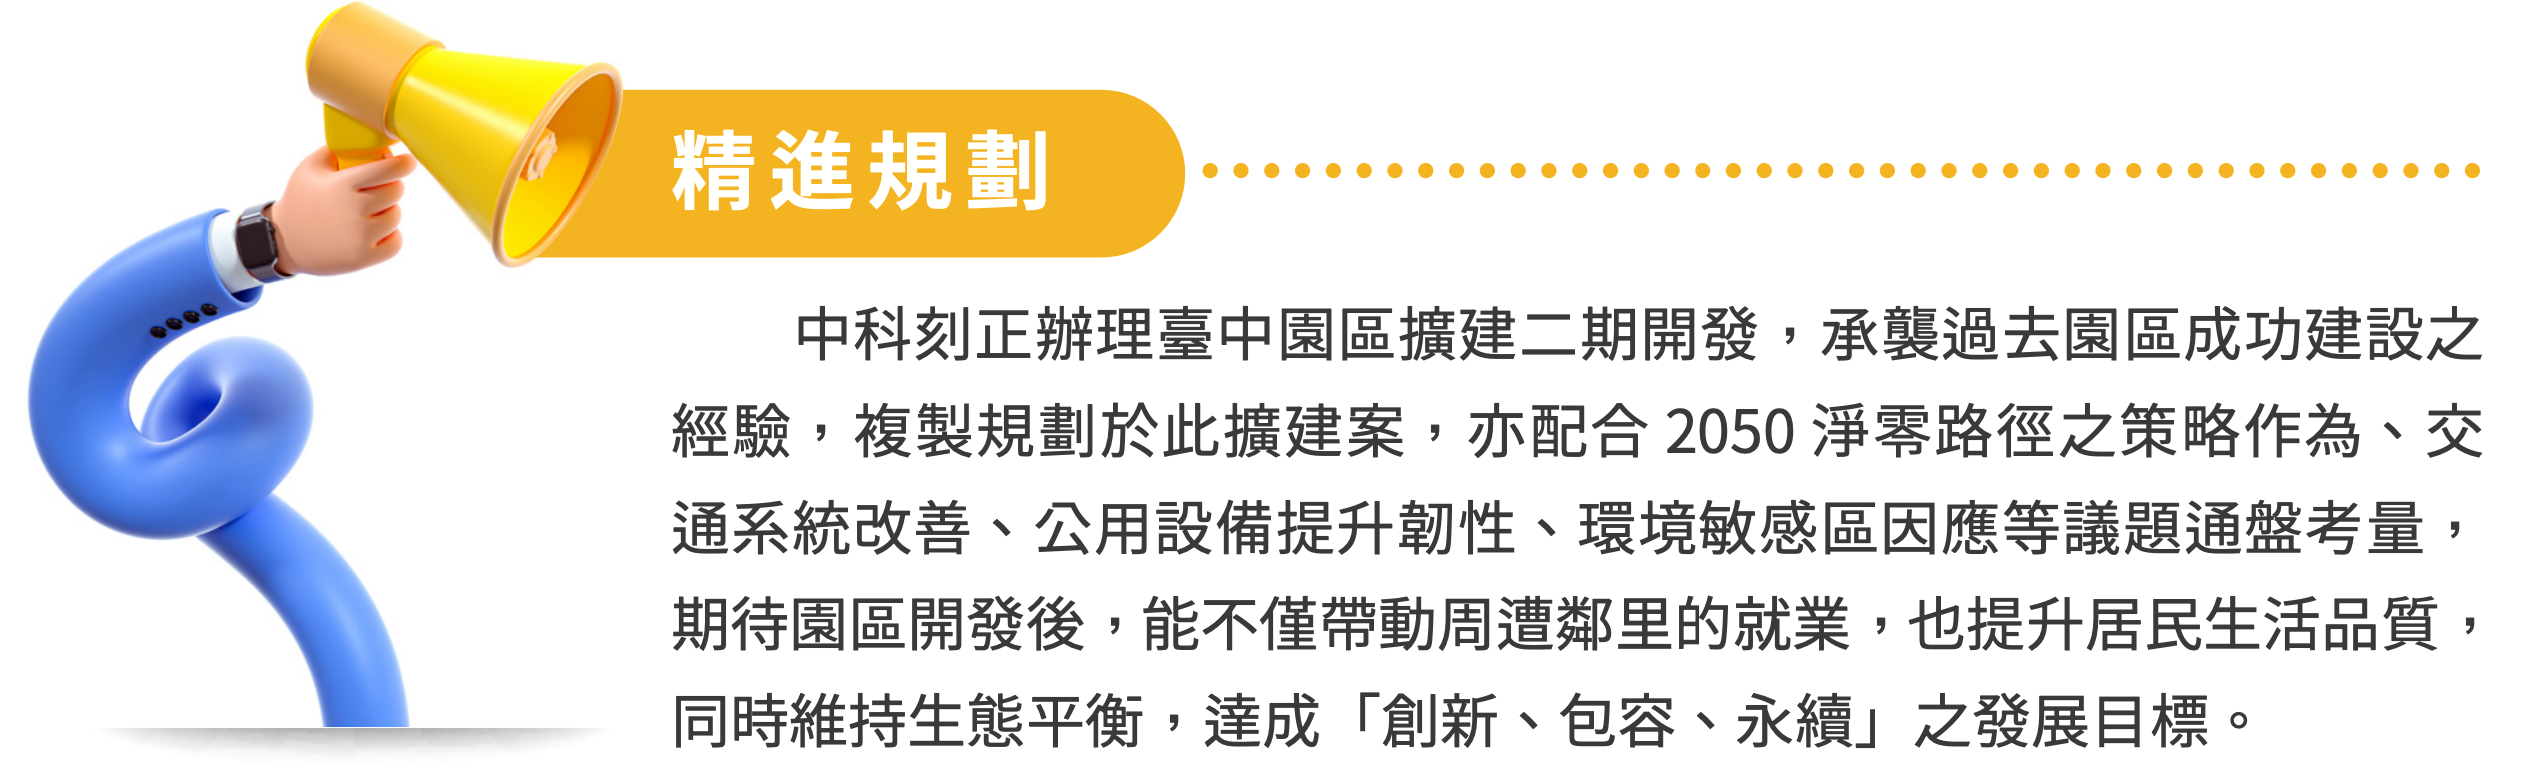 精進規劃
中科刻正辦理臺中園區擴建二期開發，承襲過去園區成功建設之
經驗，複製規劃於此擴建案，亦配合 2050 淨零路徑之策略作為、交
通系統改善、公用設備提升韌性、環境敏感區因應等議題通盤考量，
期待園區開發後，能不僅帶動周遭鄰里的就業，也提升居民生活品質，
同時維持生態平衡，達成「創新、包容、永續」之發展目標。